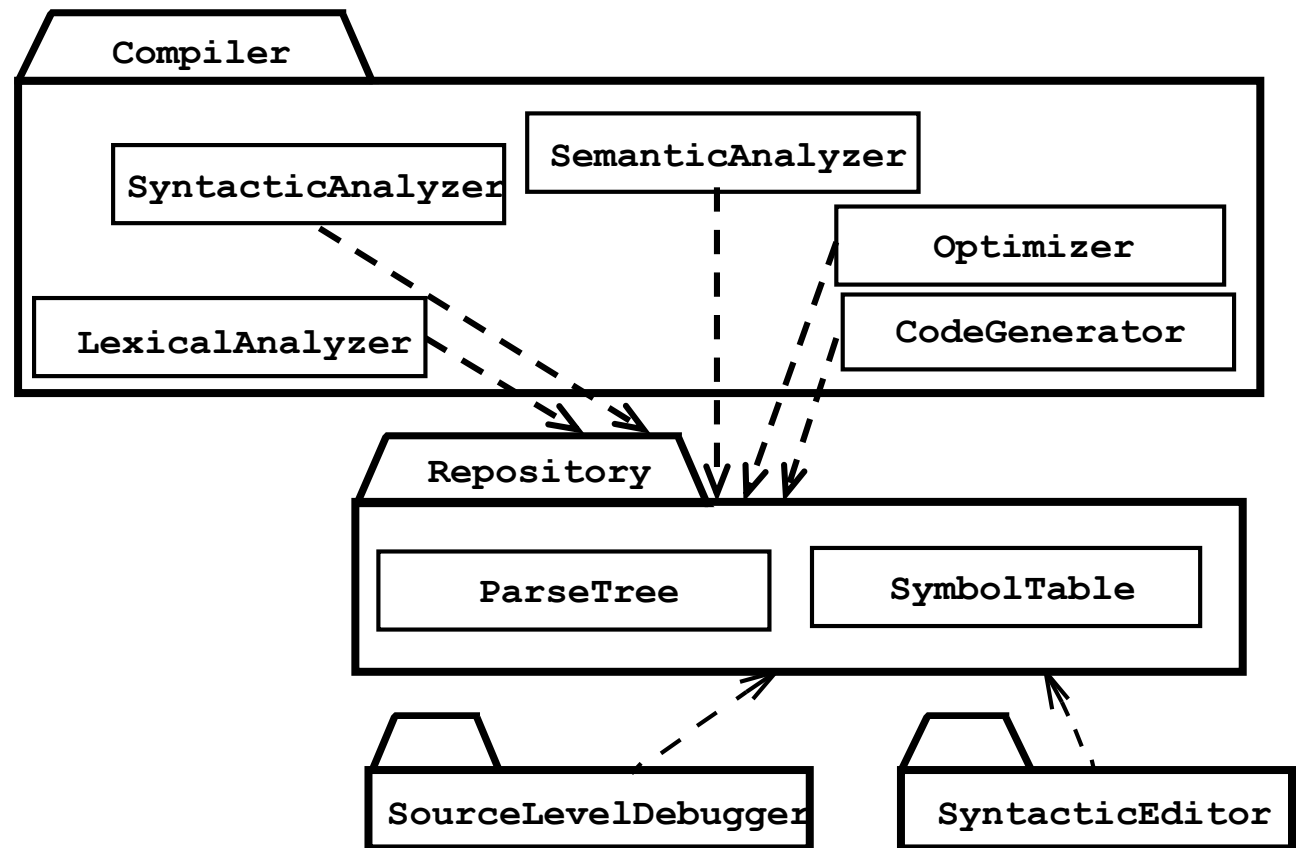 Compiler
SemanticAnalyzer
SyntacticAnalyzer
Optimizer
CodeGenerator
LexicalAnalyzer
Repository
ParseTree
SymbolTable
SourceLevelDebugger
SyntacticEditor